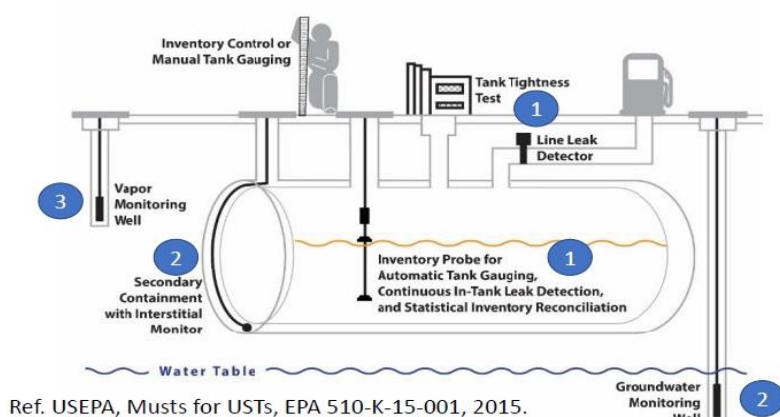 Inventory Control or
Manual Tank Gauging
Tank Tightness
Test
1
Line Leak
Detector
3
Vapor
Monitoring
Well
2
Secondary
Containment
with Interstitial
Monitor
1
Inventory Probe for
Automatic Tank Gauging,
Continuous In-Tank Leak Detection,
and Statistical Inventory Reconciliation
Water Table
Groundwater
Monitoring
Well
2
Ref. USEPA, Musts for USTs, EPA 510-K-15-001, 2015.